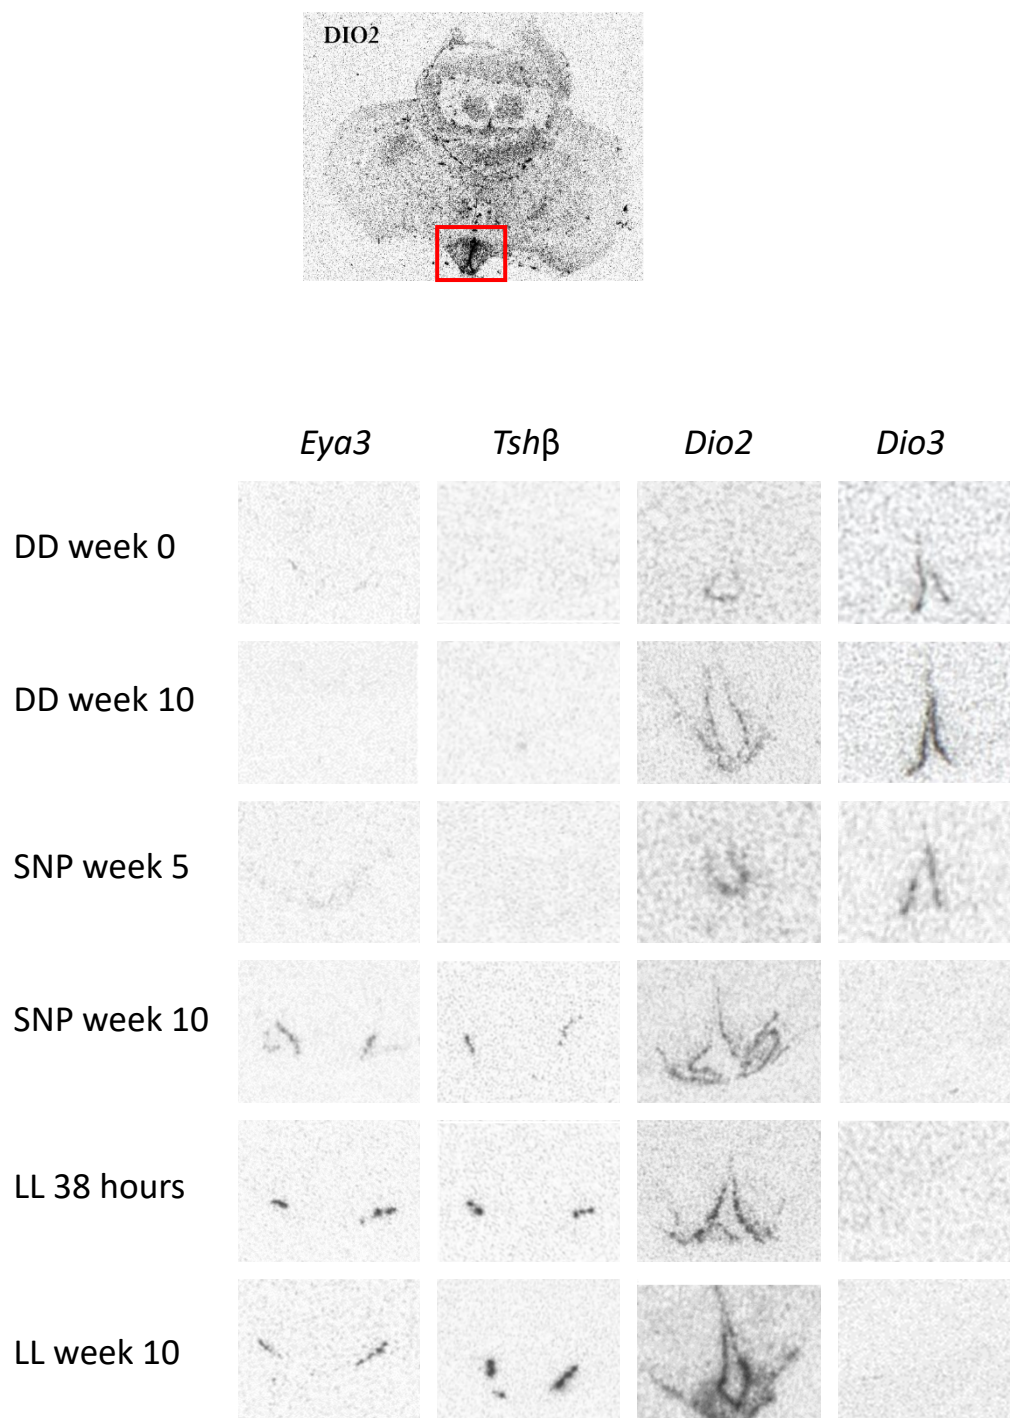 DIO2
Eya3 Tshβ Dio2 Dio3
DD week 0
DD week 10
SNP week 5
SNP week 10
LL 38 hours
LL week 10